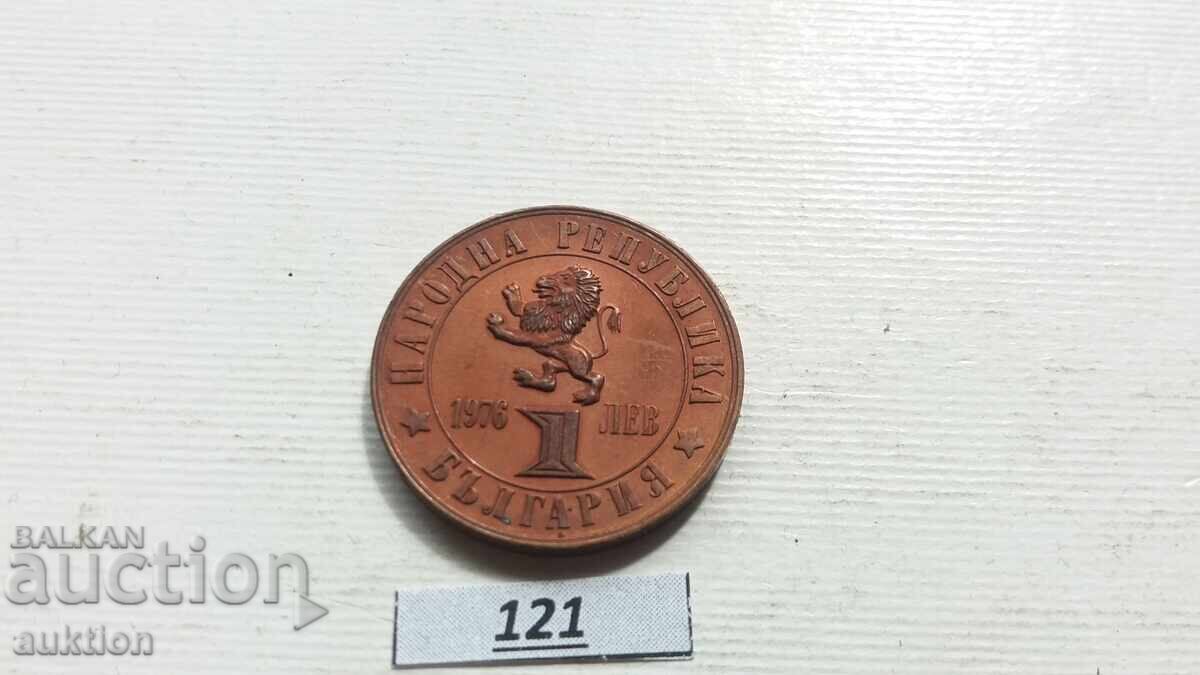 НАРОДНА РЕПУБЛИКА
1976 1 ЛЕВ
БЪЛГАРИЯ
121
BALKAN
auction
auktion